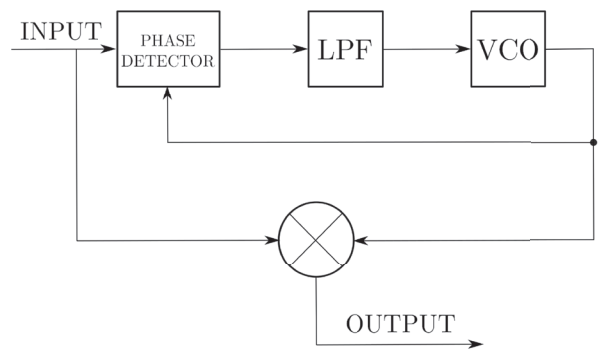 INPUT
PHASE
DETECTOR
LPF
VCO
OUTPUT